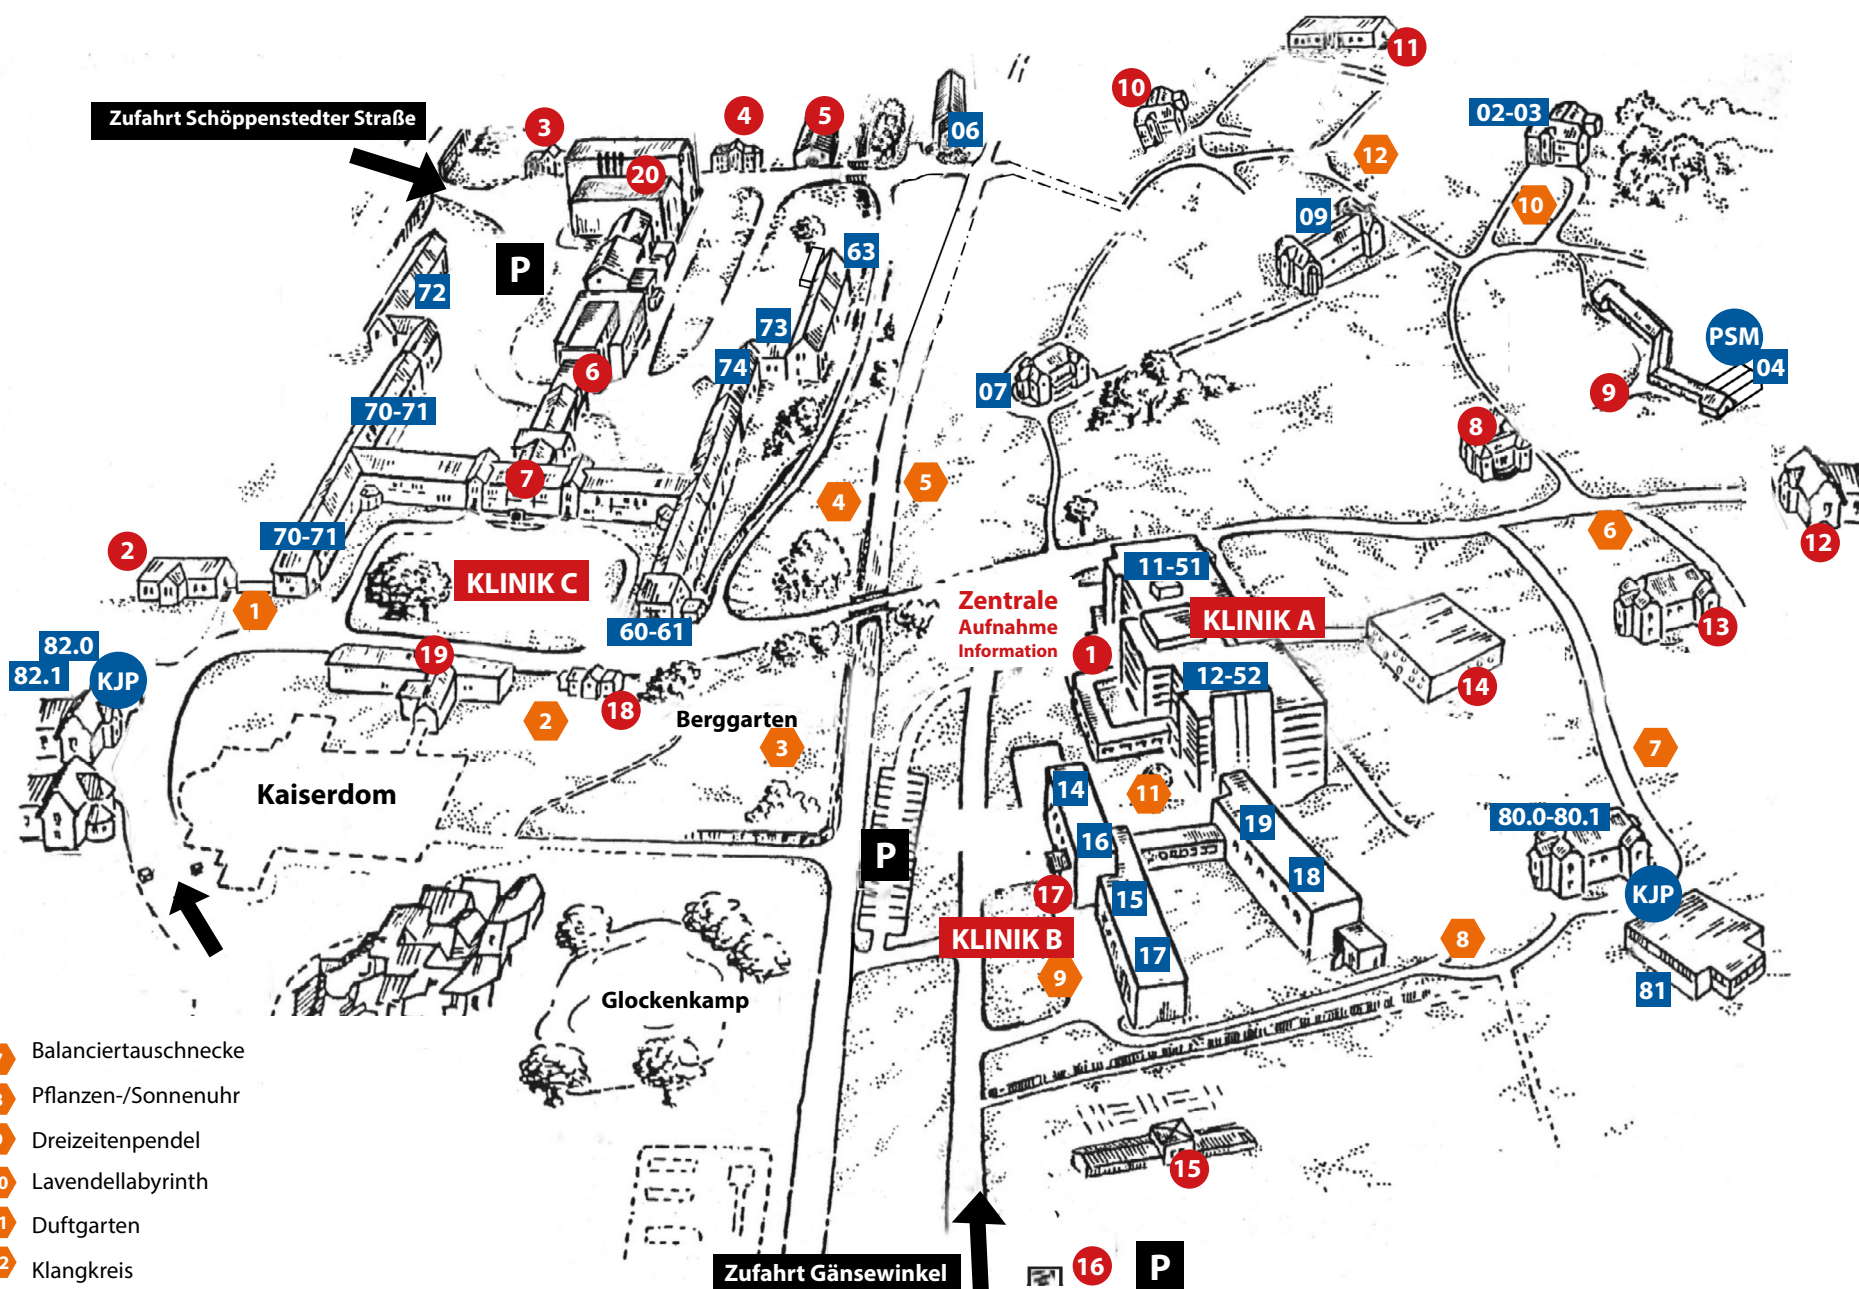 11
10
02-03
Zufahrt Schöppenstedter Straße
3
4
5
06
12
20
10
09
63
P
72
73
PSM
74
04
6
07
9
70-71
8
7
5
4
6
70-71
12
2
11-51
KLINIK C
Zentrale
Aufnahme
Information
KLINIK A
1
60-61
13
82.0
82.1
KJP
19
1
12-52
14
18
2
Berggarten
3
7
Kaiserdom
14
11
80.0-80.1
19
16
P
18
17
15
KJP
KLINIK B
8
17
9
81
Glockenkamp
Balanciertauschnecke
Pflanzen-/Sonnenuhr
Dreizeitenpendel
Lavendellabyrinth
Duftgarten
Klangkreis
15
Zufahrt Gänsewinkel
16
P